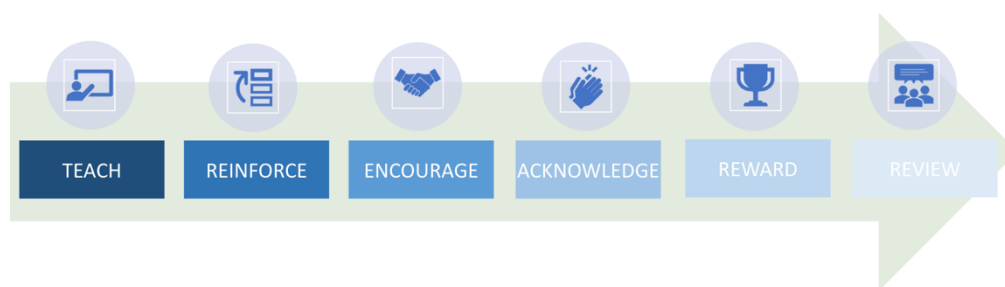 TEACH
REINFORCE
ENCOURAGE
ACKNOWLEDGE
REWARD
REVIEW